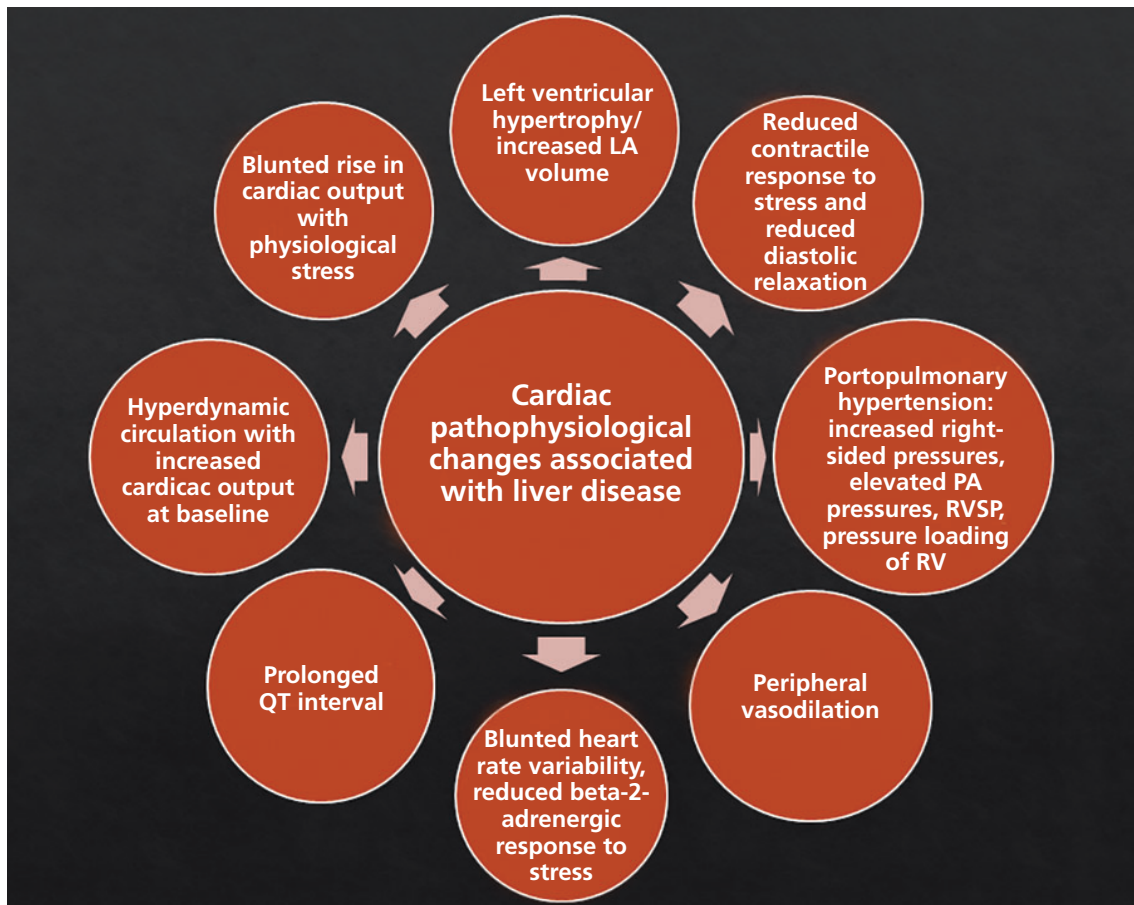 Left ventricular
hypertrophy/
increased LA
volume
Reduced
contractile
response to
stress and
reduced
diastolic
relaxation
Portopulmonary
hypertension:
increased right-
sided pressures,
elevated PA
pressures, RVSP,
pressure loading
of RV
Peripheral
vasodilation
Blunted heart
rate variability,
reduced beta-2-
adrenergic
response to
stress
Prolonged
QT interval
Hyperdynamic
circulation with
increased
cardicac output
at baseline
Blunted rise in
cardiac output
with
physiological
stress
Cardiac
pathophysiological
changes associated
with liver disease